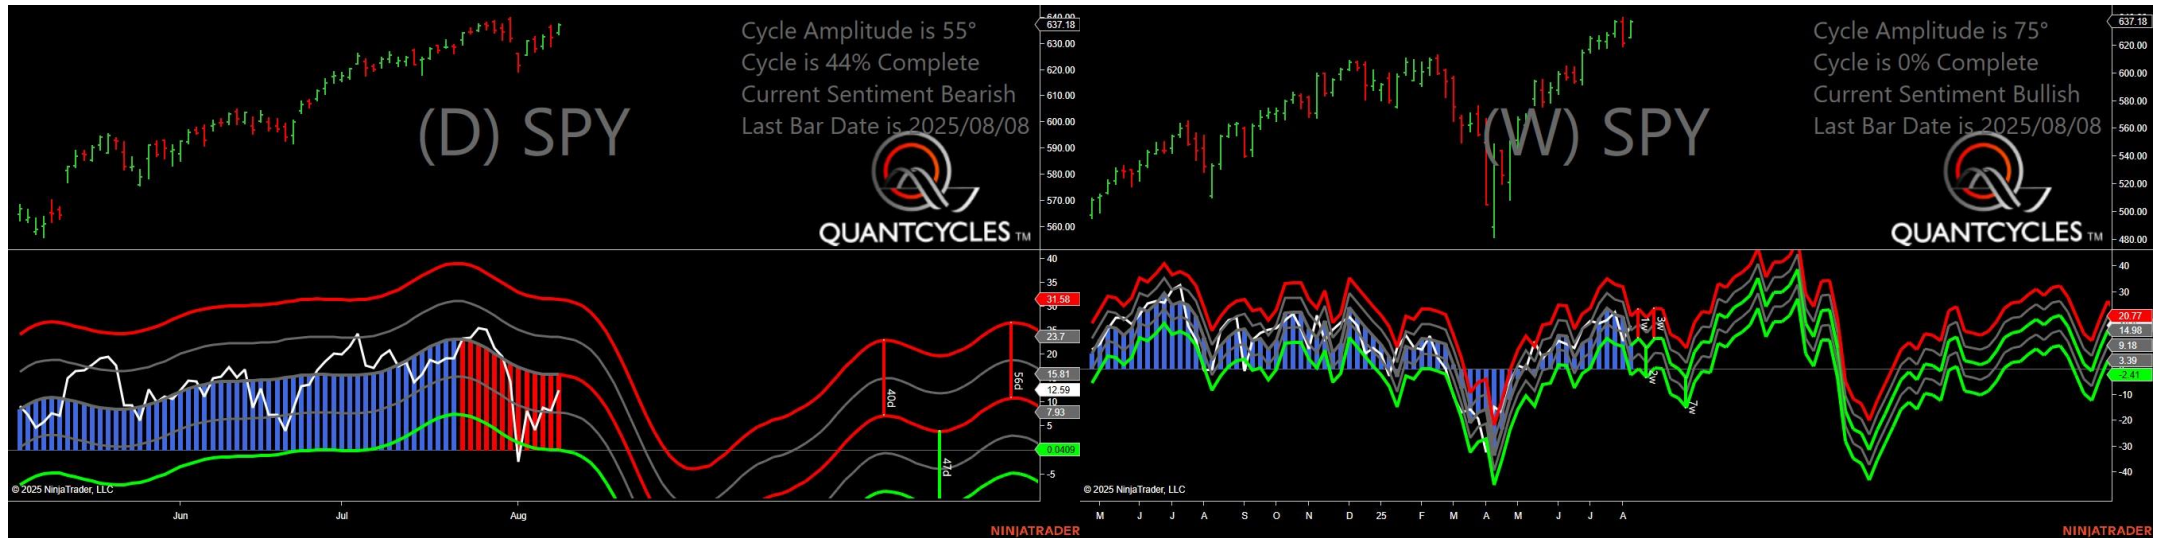 Cycle Amplitude is 55°
Cycle is 44% Complete
Current Sentiment Bearish
Last Bar Date is 2025/08/08
(D) SPY
QUANTCYCLES TM
640.00
637.18
630.00
620.00
610.00
600.00
590.00
580.00
570.00
560.00
40
35
31.58
23.7
20
15.81
12.59
7.93
5
0.0409
-5
40d
47d
56d
© 2025 NinjaTrader, LLC
Jun
Jul
Aug
NINJATRADER
Cycle Amplitude is 75°
Cycle is 0% Complete
Current Sentiment Bullish
Last Bar Date is 2025/08/08
(W) SPY
QUANTCYCLES TM
637.18
620.00
600.00
580.00
560.00
540.00
520.00
500.00
480.00
40
30
20.77
14.98
9.18
3.39
-2.41
-10
-20
-30
-40
1w
3w
2w
7w
© 2025 NinjaTrader, LLC
M J J A S O N D 25 F M A M J J A
NINJATRADER